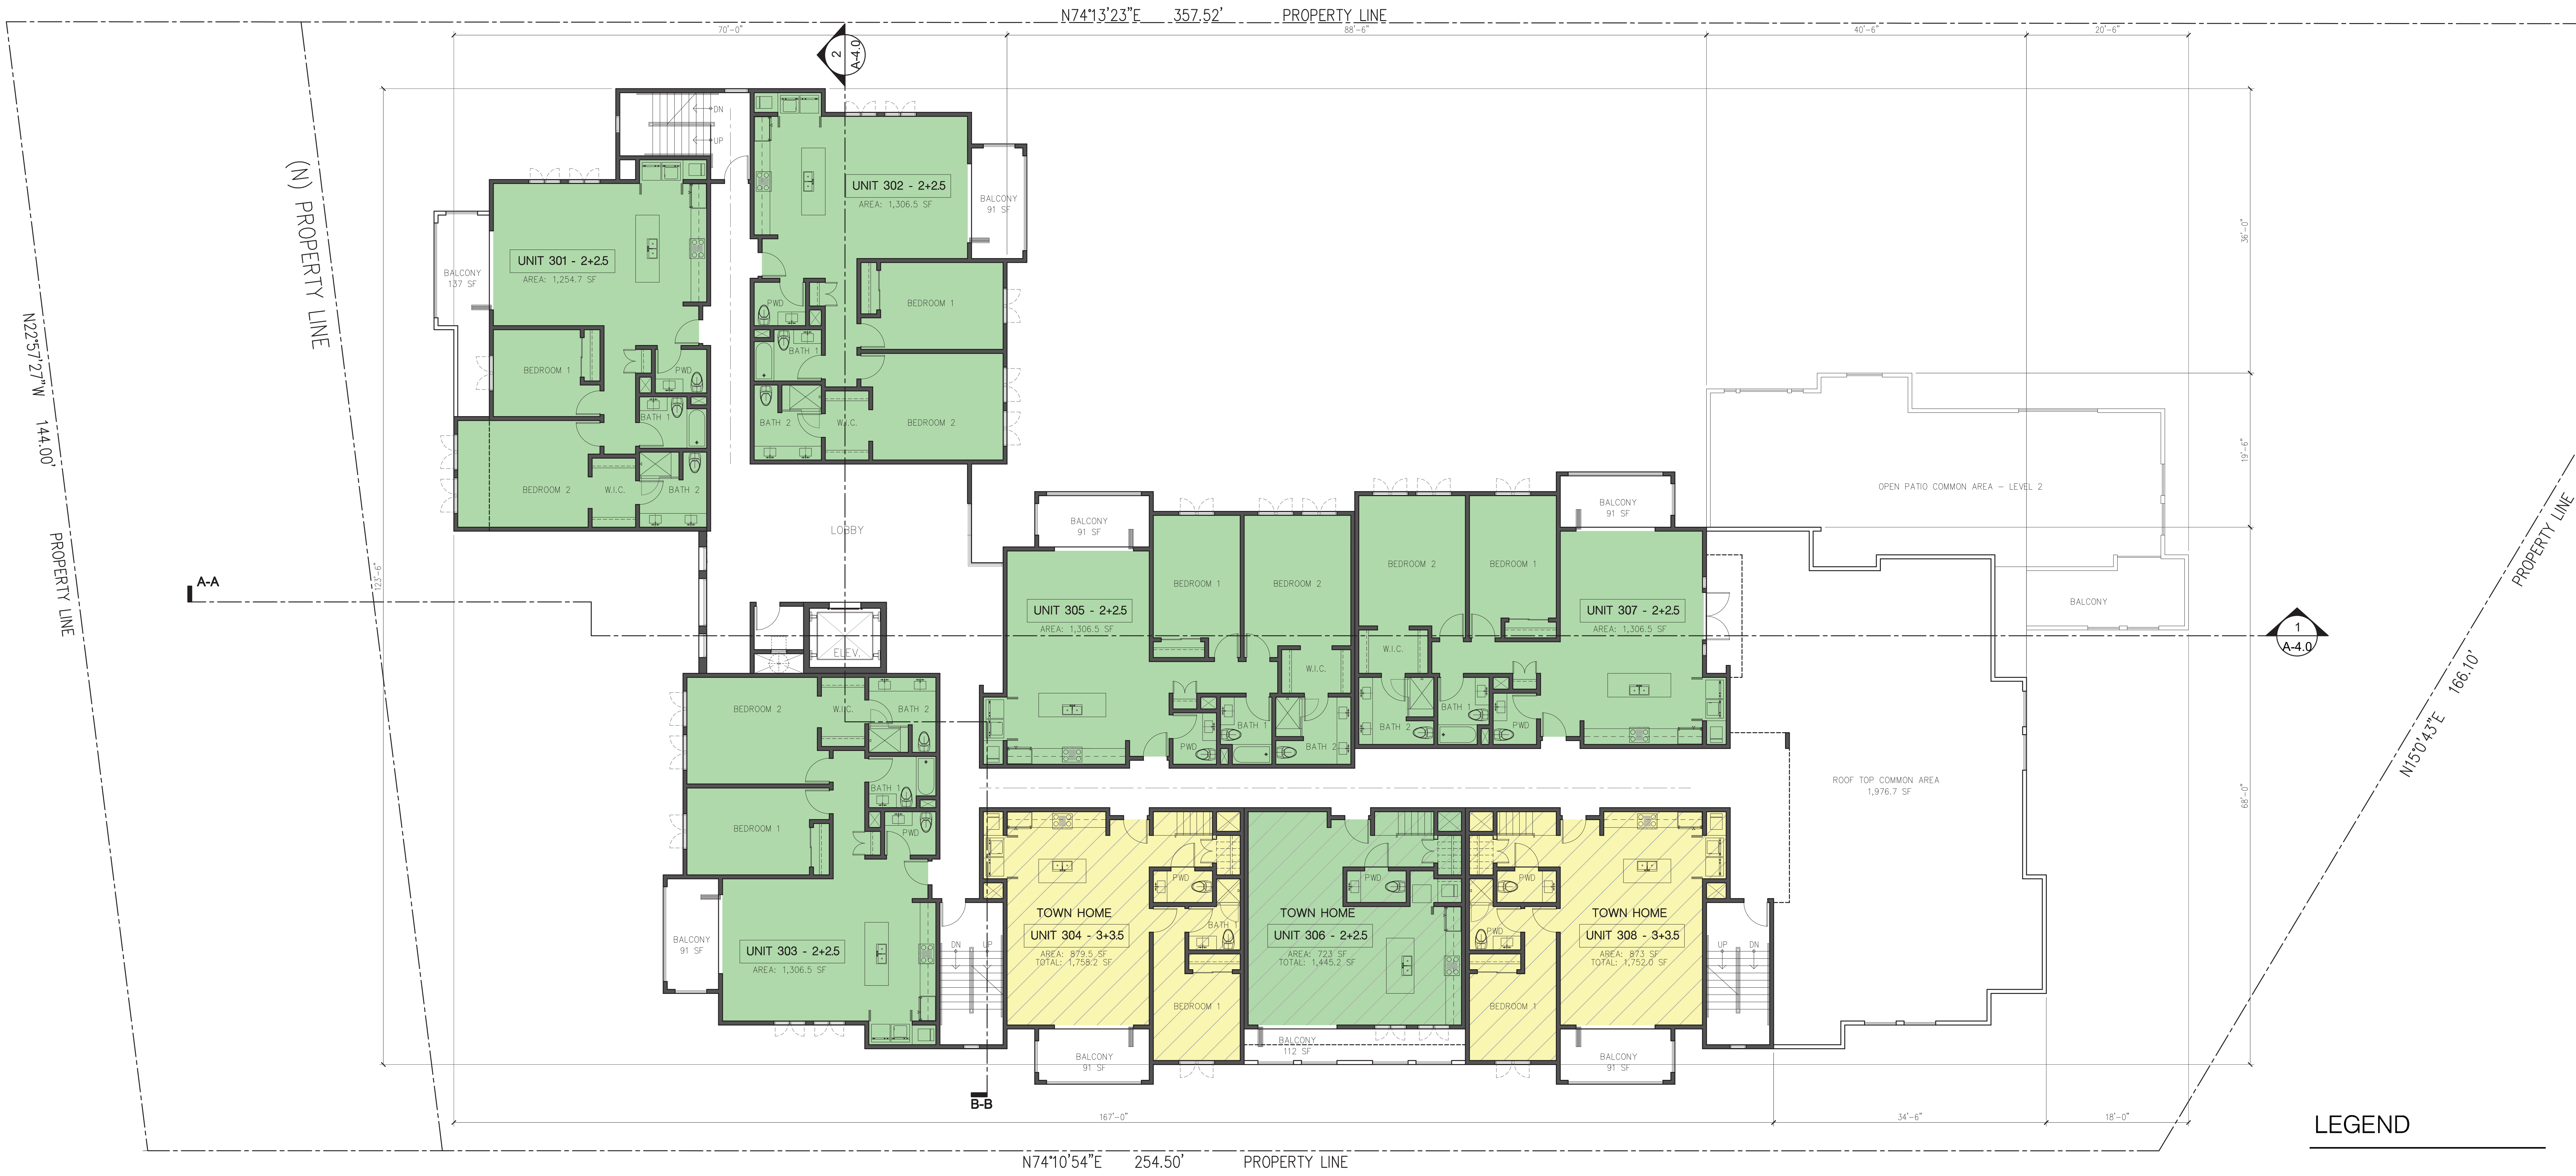 N74°13'23"E 357.52' PROPERTY LINE
70'-0"
88'-6"
40'-6"
20'-6"
2
A-4.0
DN
UP
(N) PROPERTY LINE
N22°57'27"W 144.00' PROPERTY LINE
UNIT 302 - 2+2.5
AREA: 1,306.5 SF
BALCONY
91 SF
PWD
BEDROOM 1
BATH 1
BATH 2
W.I.C.
BEDROOM 2
UNIT 301 - 2+2.5
AREA: 1,254.7 SF
BALCONY
137 SF
BEDROOM 1
PWD
BATH 1
BEDROOM 2
W.I.C.
BATH 2
36'-0"
19'-6"
68'-0"
123'-6"
LOBBY
ELEV.
A-A
OPEN PATIO COMMON AREA - LEVEL 2
BALCONY
BALCONY
91 SF
BEDROOM 1
BEDROOM 2
UNIT 305 - 2+2.5
AREA: 1,306.5 SF
W.I.C.
PWD
BATH 1
BATH 2
BALCONY
91 SF
BEDROOM 2
BEDROOM 1
UNIT 307 - 2+2.5
AREA: 1,306.5 SF
W.I.C.
BATH 2
BATH 1
PWD
1
A-4.0
PROPERTY LINE
N15°0'43"E 166.10'
ROOF TOP COMMON AREA
1,976.7 SF
BEDROOM 2
W.I.C.
BATH 2
BATH 1
BEDROOM 1
PWD
BALCONY
91 SF
UNIT 303 - 2+2.5
AREA: 1,306.5 SF
DN
UP
TOWN HOME
UNIT 304 - 3+3.5
AREA: 879.5 SF
TOTAL: 1,758.2 SF
PWD
BATH 1
BEDROOM 1
BALCONY
91 SF
TOWN HOME
UNIT 306 - 2+2.5
AREA: 723 SF
TOTAL: 1,445.2 SF
PWD
BALCONY
112 SF
TOWN HOME
UNIT 308 - 3+3.5
AREA: 873 SF
TOTAL: 1,752.0 SF
PWD
PWD
BEDROOM 1
BALCONY
91 SF
UP
DN
B-B
167'-0"
34'-6"
18'-0"
N74°10'54"E 254.50' PROPERTY LINE
LEGEND